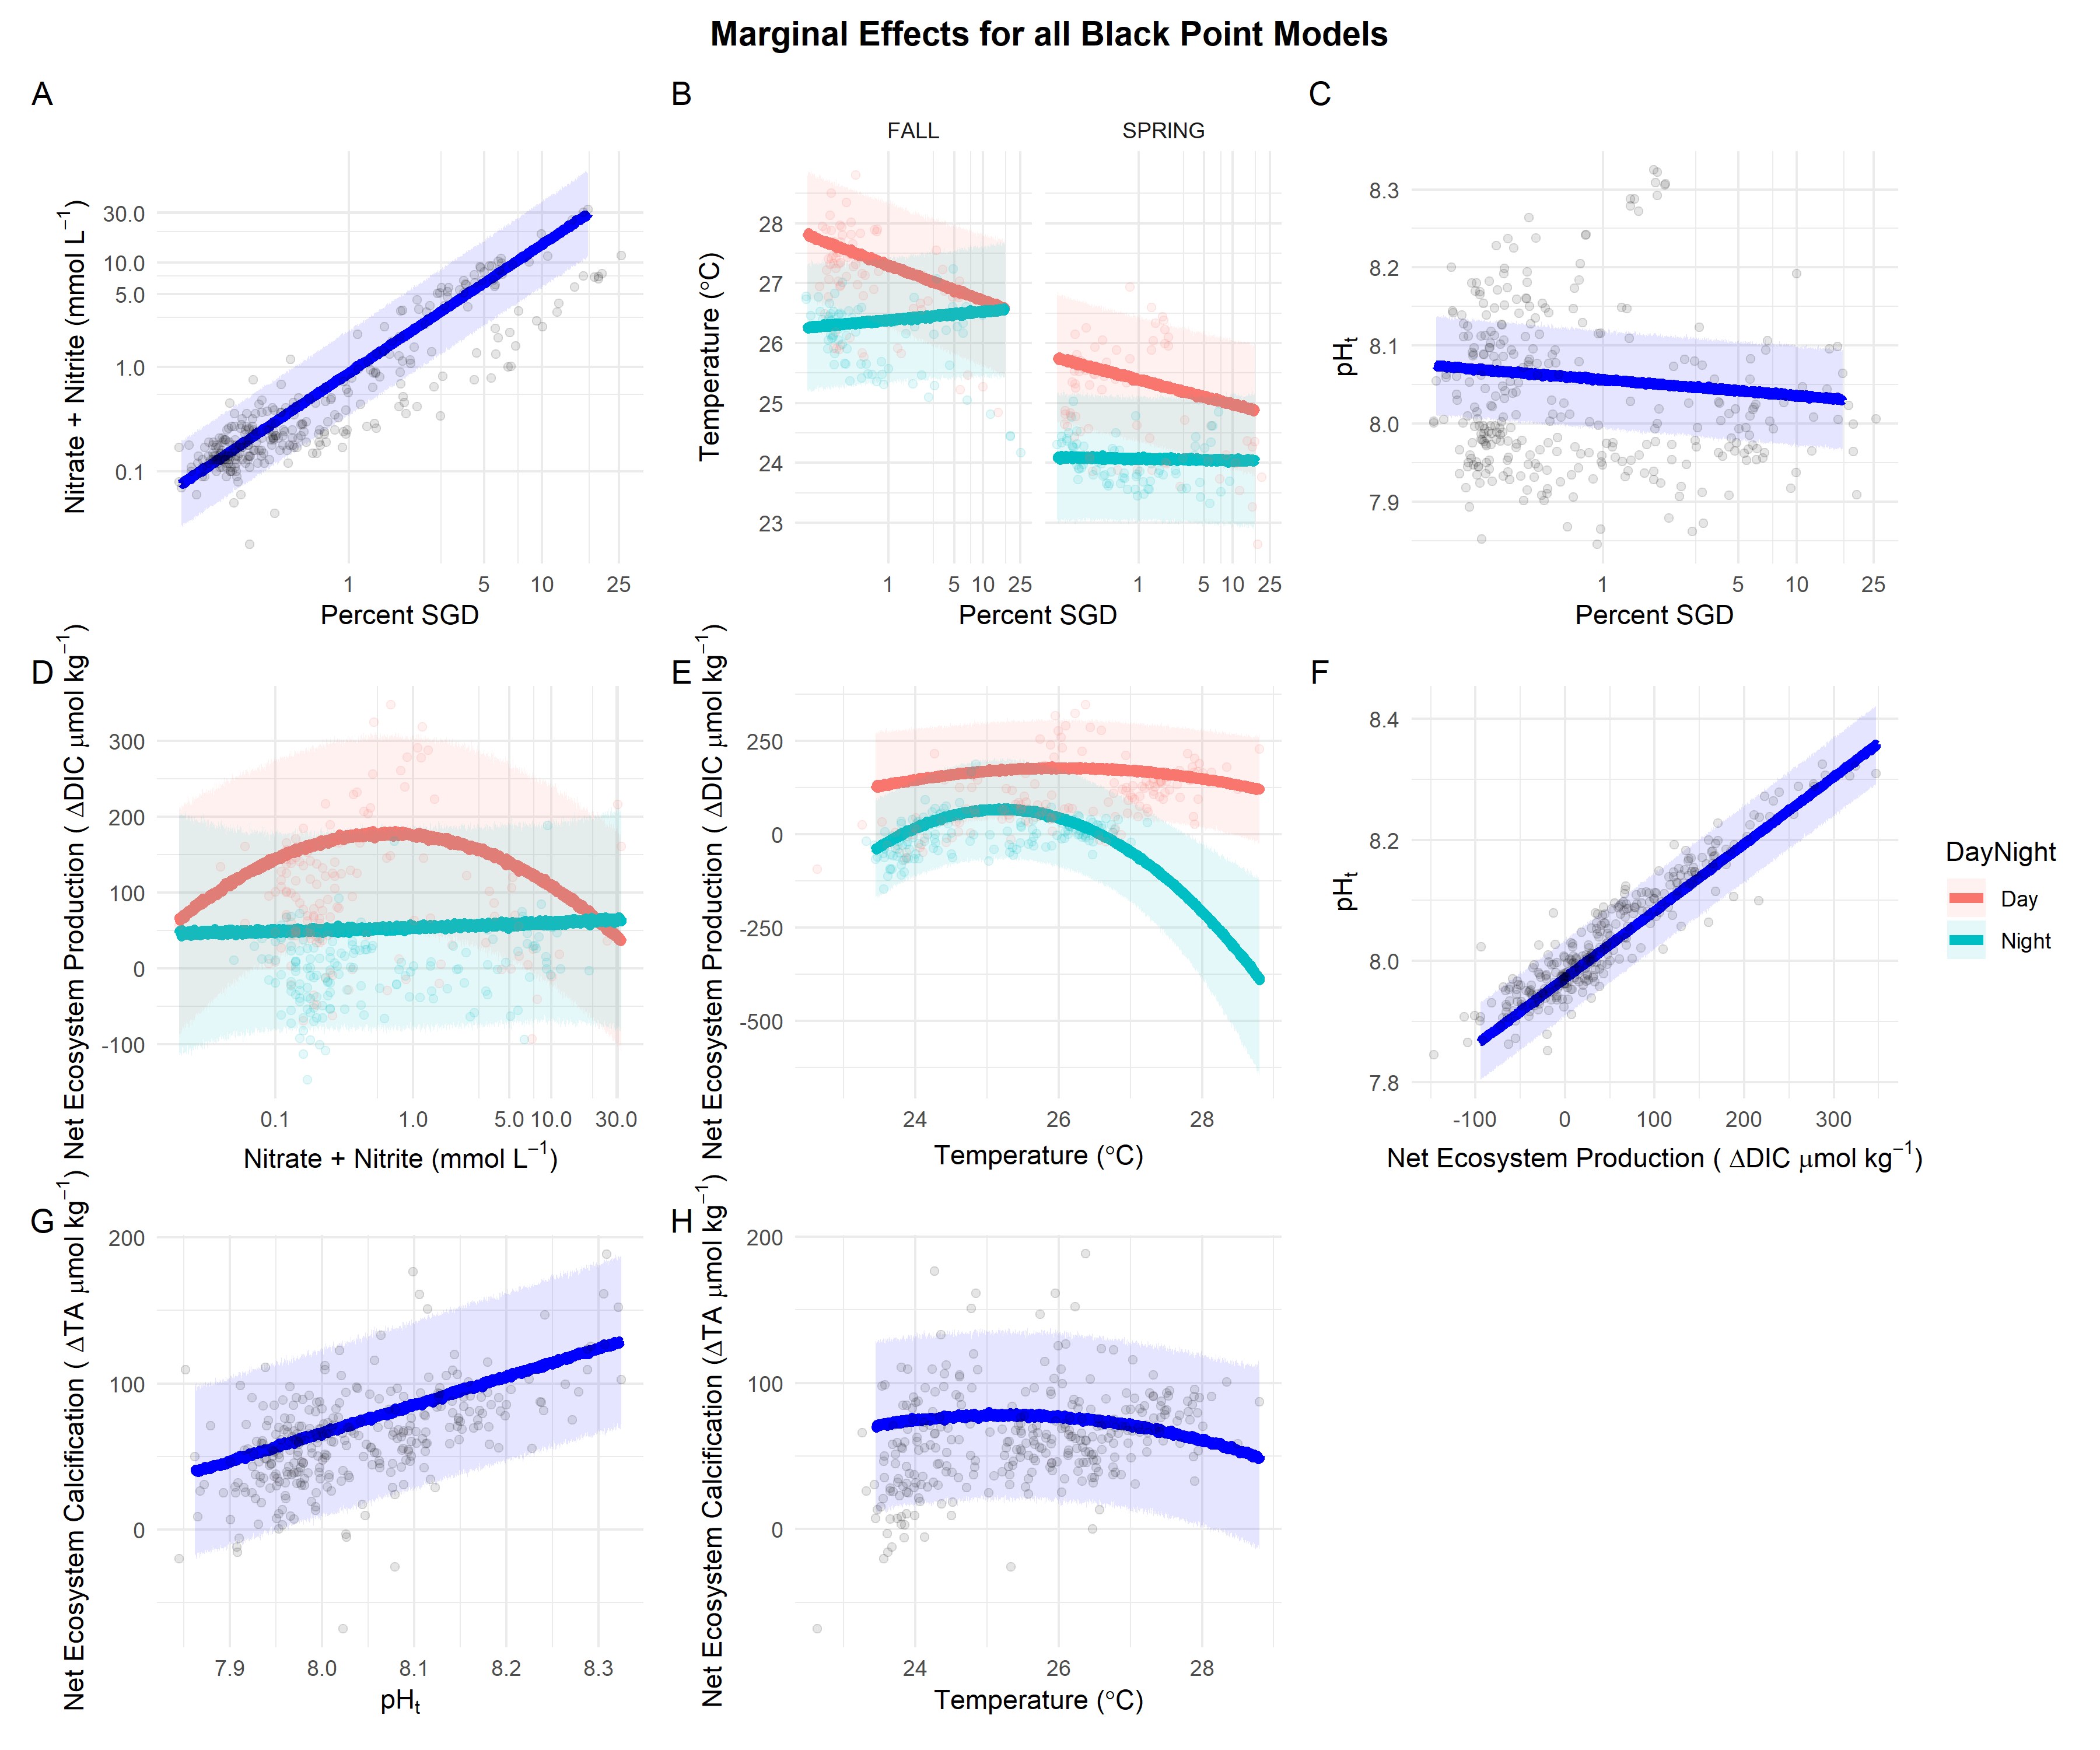 Marginal Effects for all Black Point Models
A
Nitrate + Nitrite (mmol L⁻¹)
30.0
10.0
5.0
1.0
0.1
1 5 10 25
Percent SGD
B
FALL SPRING
Temperature (°C)
28
27
26
25
24
23
1 5 10 25 1 5 10 25
Percent SGD
C
pHₜ
8.3
8.2
8.1
8.0
7.9
1 5 10 25
Percent SGD
D
Net Ecosystem Production ( ΔDIC μmol kg⁻¹)
300
200
100
0
-100
0.1 1.0 5.0 10.0 30.0
Nitrate + Nitrite (mmol L⁻¹)
E
Net Ecosystem Production ( ΔDIC μmol kg⁻¹)
250
0
-250
-500
24 26 28
Temperature (°C)
F
pHₜ
8.4
8.2
8.0
7.8
-100 0 100 200 300
Net Ecosystem Production ( ΔDIC μmol kg⁻¹)
DayNight
Day
Night
G
Net Ecosystem Calcification ( ΔTA μmol kg⁻¹)
200
100
0
7.9 8.0 8.1 8.2 8.3
pHₜ
H
Net Ecosystem Calcification (ΔTA μmol kg⁻¹)
200
100
0
24 26 28
Temperature (°C)